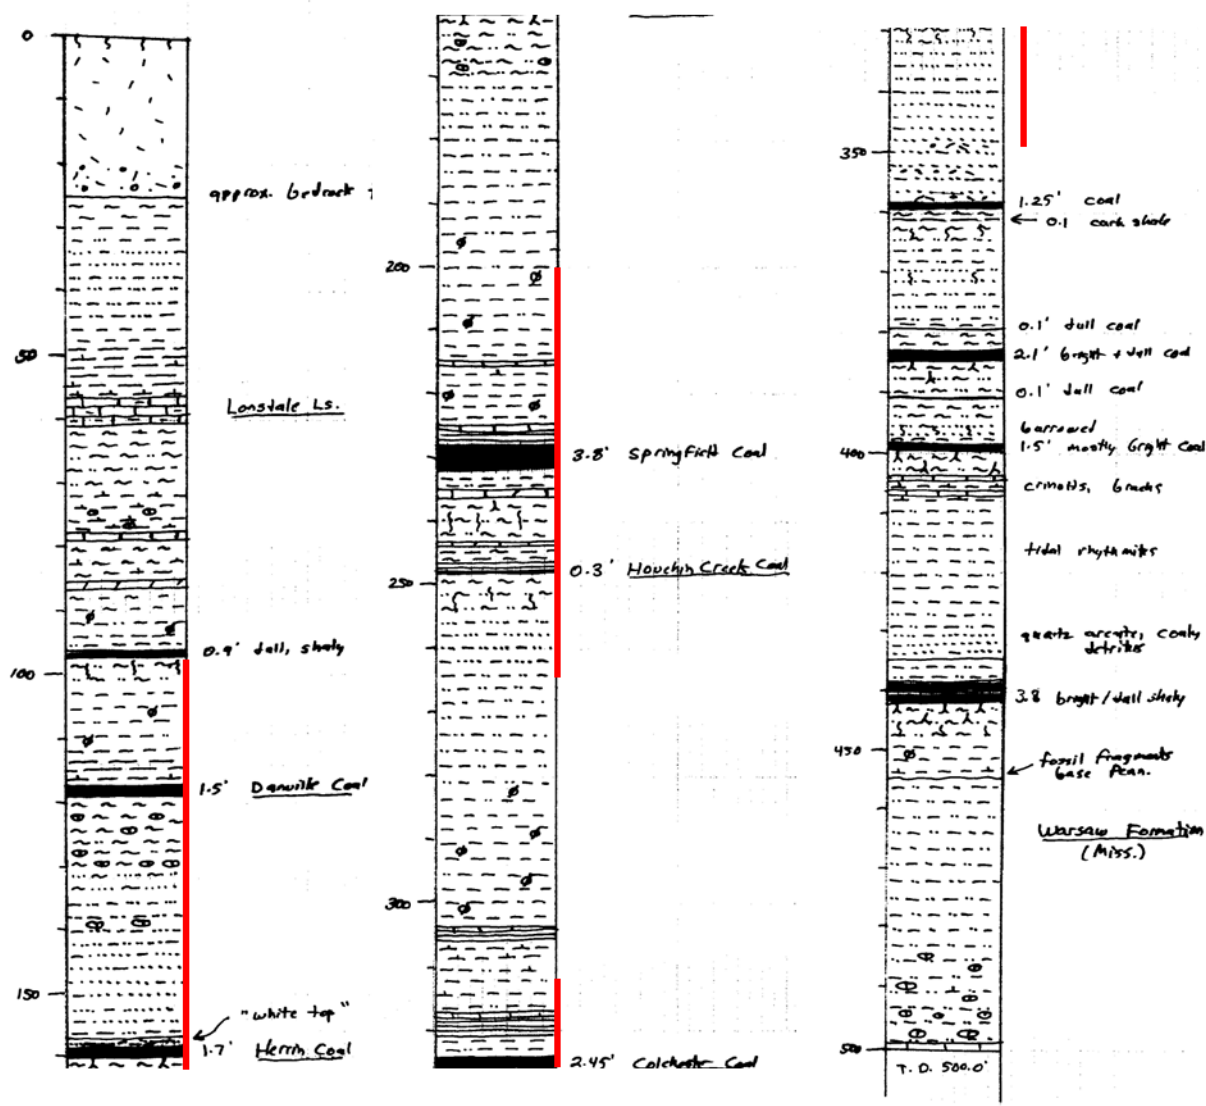 0
approx. bedrock
50
Lonsdale Ls.
0.9' dull, shaly
100
1.5' Danville Coal
150
"white top"
1.7' Herrin Coal
200
3.8' Springfield Coal
250
0.3' Houchin Creek Coal
300
2.45' Colchester Coal
350
1.25' coal
0.1 carb shale
0.1' dull coal
2.1' bright + dull coal
0.1' dull coal
burrowed
1.5' mostly bright coal
400
crinoids, brachs
tidal rhythmites
quartz arenite, coaly
detritus
3.8 bright/dull shaly
450
fossil fragments
base Penn.
Warsaw Formation
(Miss.)
500
T. D. 500.0'